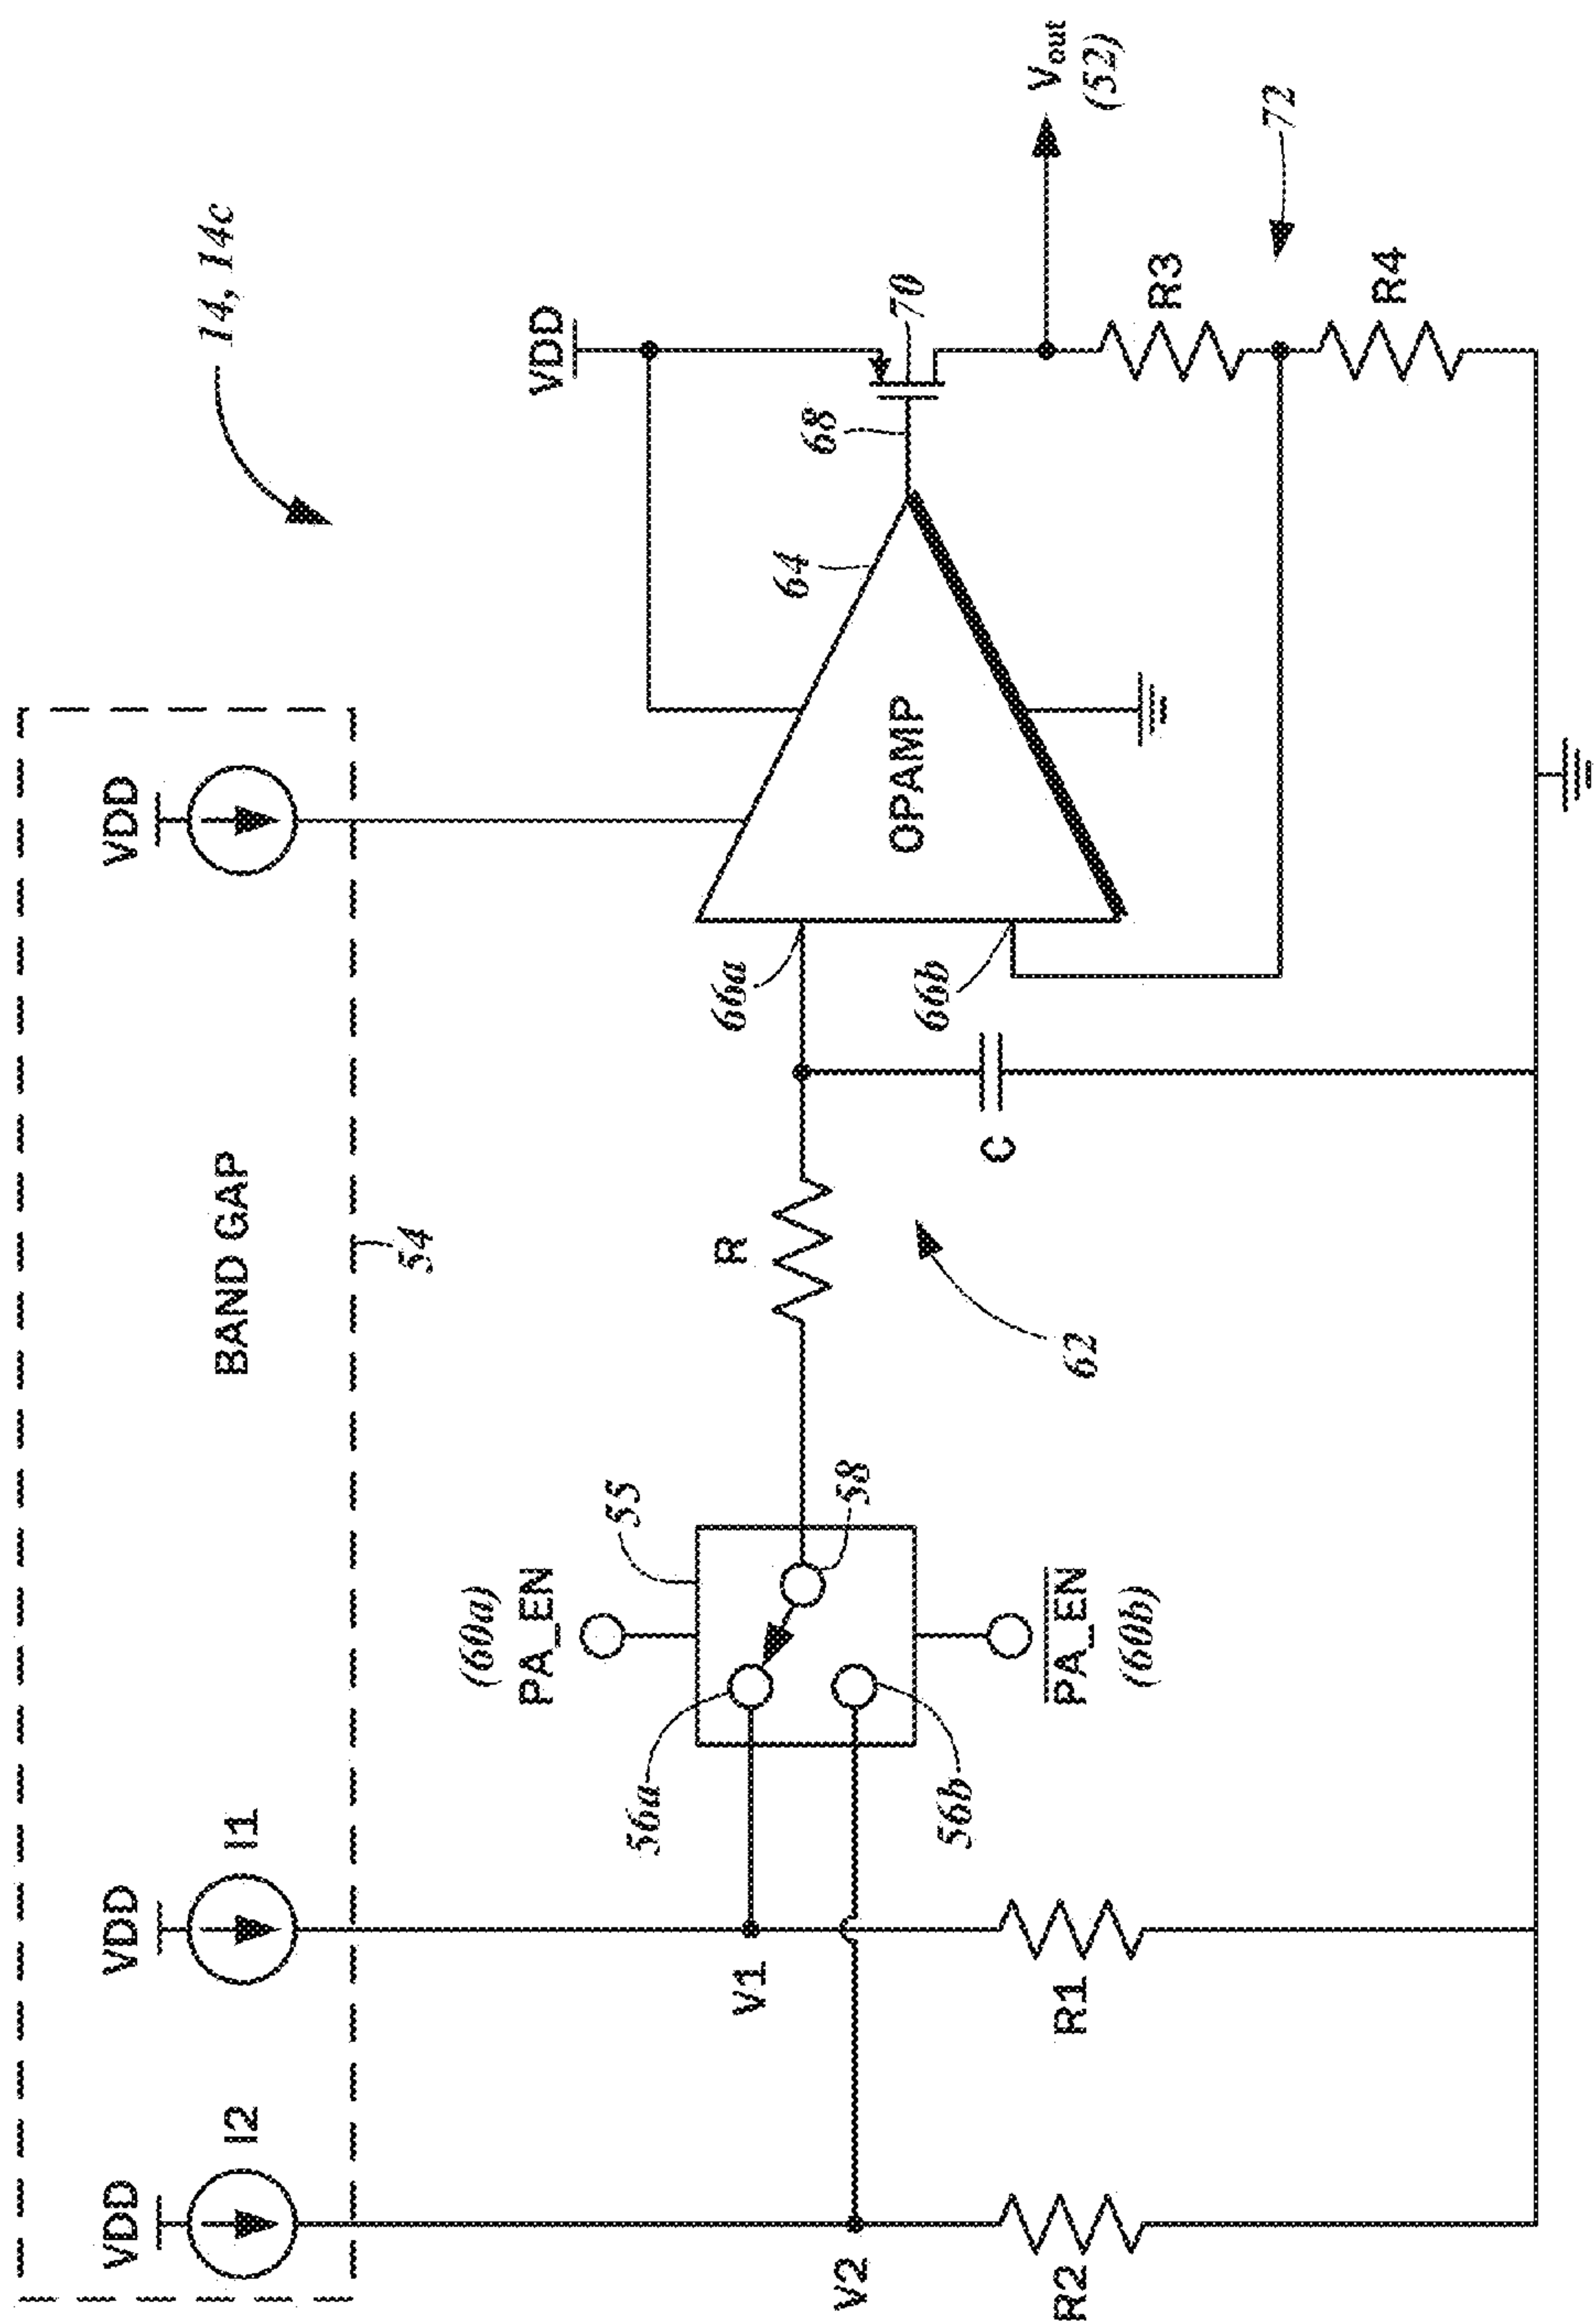 14, 14c
VDD
VDD
VDD
VDD
I2
I1
BAND GAP
54
(60a)
PA_EN
55
64
68
70
V1
56a
58
R
66a
OPAMP
V2
56b
66b
PA_EN
(60b)
62
C
Vout
(52)
R2
R1
R3
72
R4